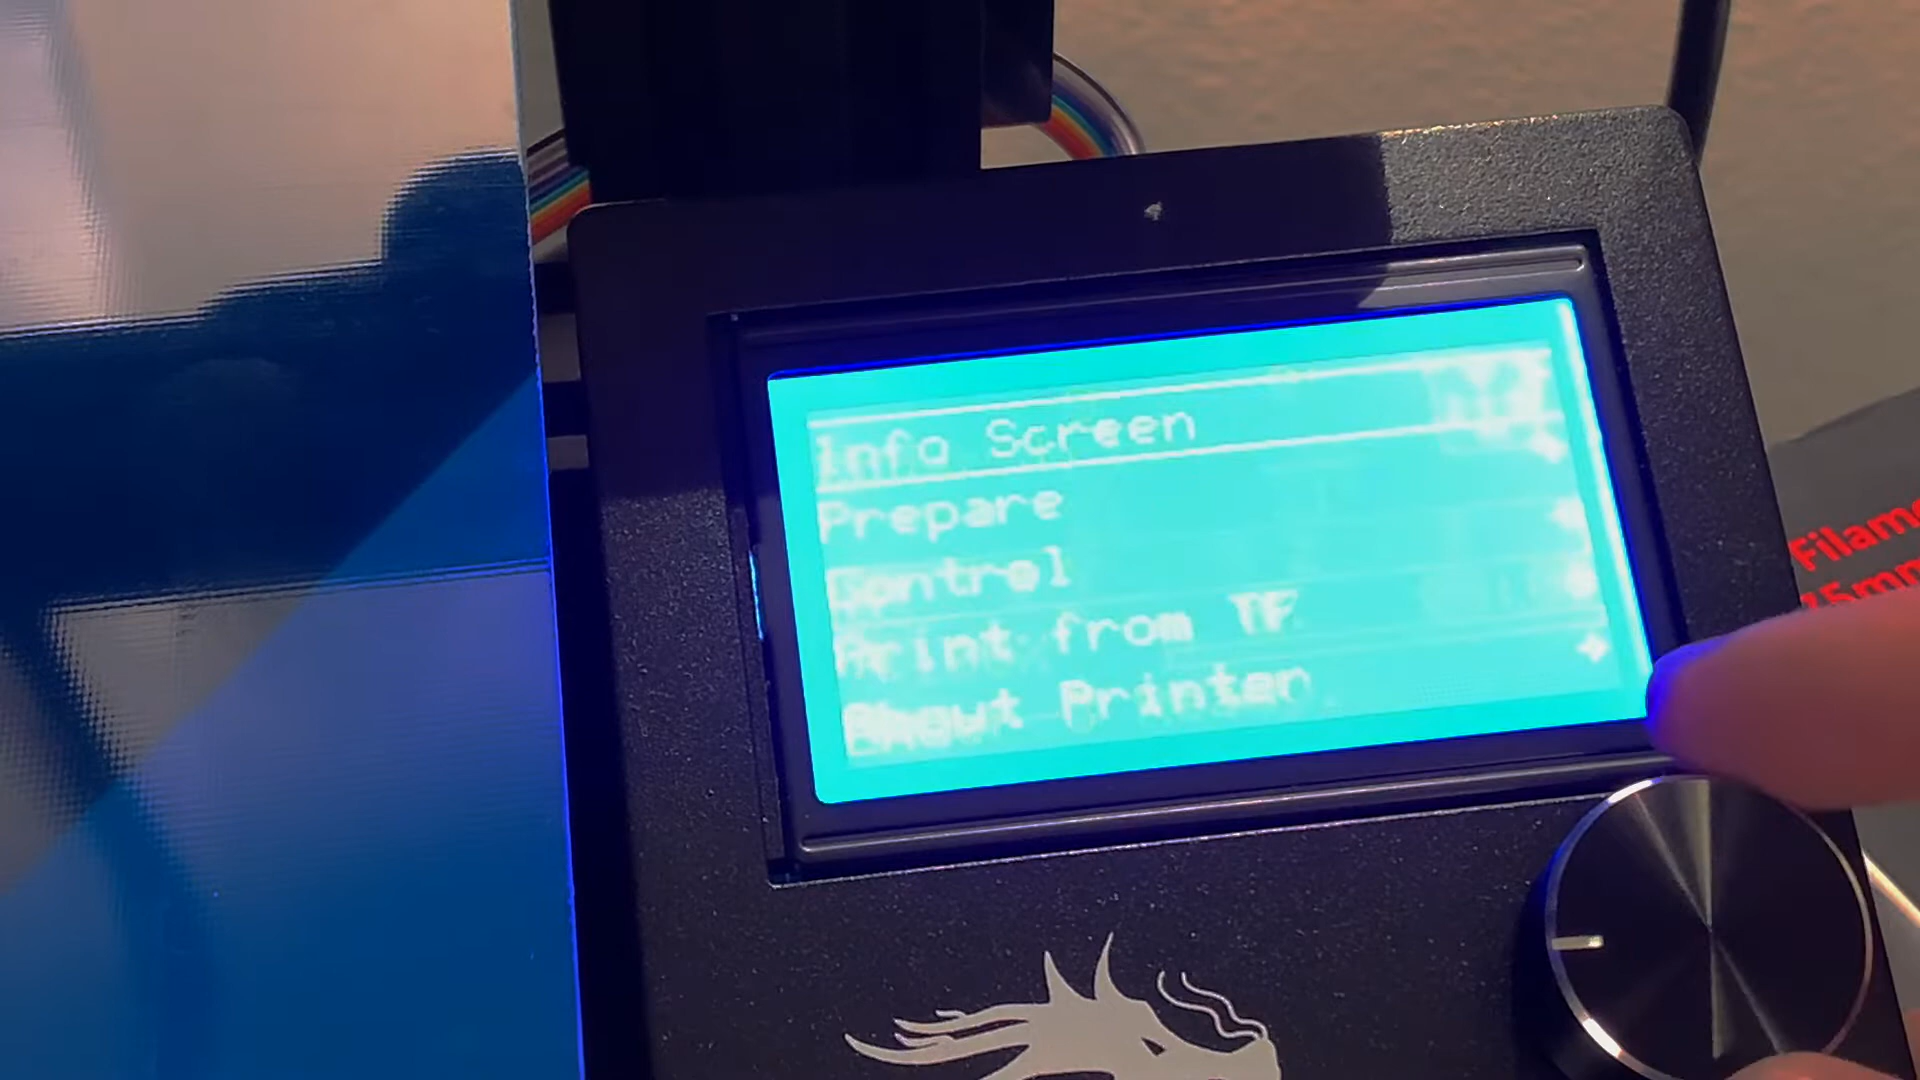 Info Screen
Prepare
Control
Print from TF
About Printer